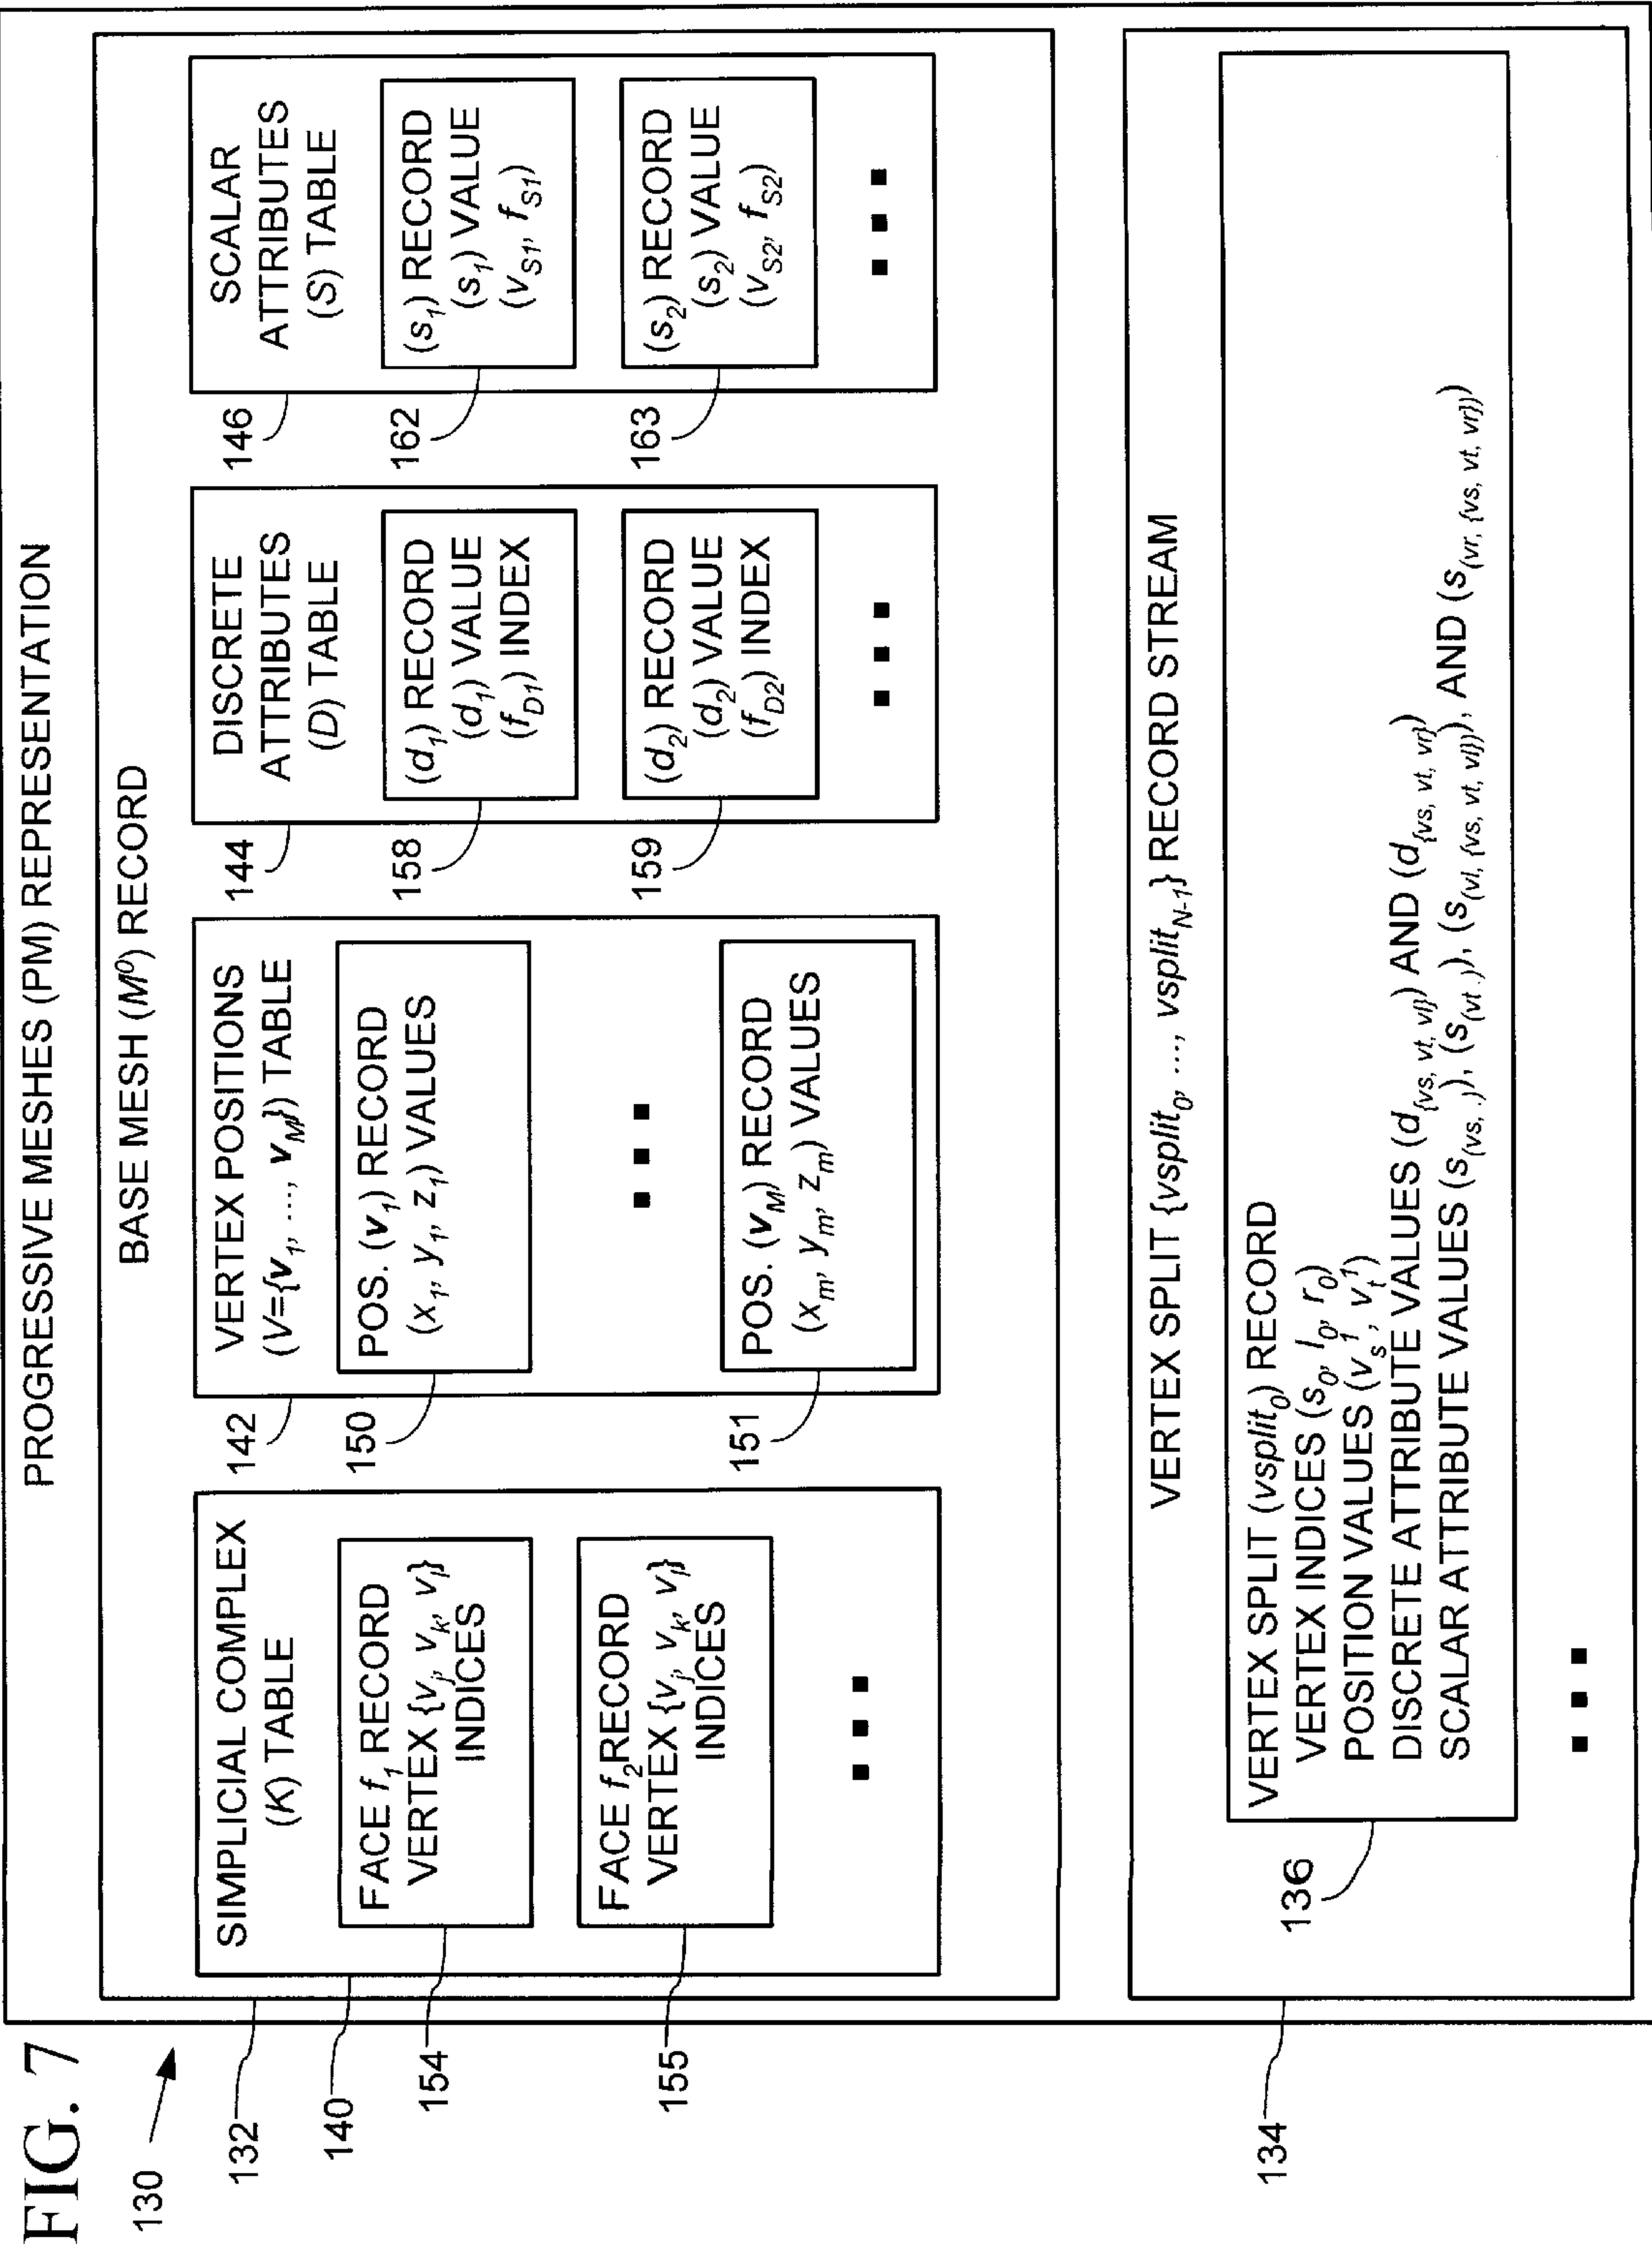 FIG. 7
130
PROGRESSIVE MESHES (PM) REPRESENTATION
132
BASE MESH (M⁰) RECORD
140
SIMPLICIAL COMPLEX
(K) TABLE
154
FACE f₁ RECORD
VERTEX {vⱼ, vₖ, vₗ}
INDICES
155
FACE f₂ RECORD
VERTEX {vⱼ, vₖ, vₗ}
INDICES
142
VERTEX POSITIONS
(V={v₁, ..., v_M}) TABLE
150
POS. (v₁) RECORD
(x₁, y₁, z₁) VALUES
151
POS. (v_M) RECORD
(x_m, y_m, z_m) VALUES
144
DISCRETE
ATTRIBUTES
(D) TABLE
158
(d₁) RECORD
(d₁) VALUE
(f_D1) INDEX
159
(d₂) RECORD
(d₂) VALUE
(f_D2) INDEX
146
SCALAR
ATTRIBUTES
(S) TABLE
162
(s₁) RECORD
(s₁) VALUE
(v_S1, f_S1)
163
(s₂) RECORD
(s₂) VALUE
(v_S2, f_S2)
134
VERTEX SPLIT {vsplit₀, ..., vsplit_N-1} RECORD STREAM
136
VERTEX SPLIT (vsplit₀) RECORD
VERTEX INDICES (s₀, l₀, r₀)
POSITION VALUES (v_s¹, v_t¹)
DISCRETE ATTRIBUTE VALUES (d_{vs, vt, vl}) AND (d_{vs, vt, vr})
SCALAR ATTRIBUTE VALUES (s_(vs, .)), (s_(vt .)), (s_(vl, {vs, vt, vl})), AND (s_(vr, {vs, vt, vr}))